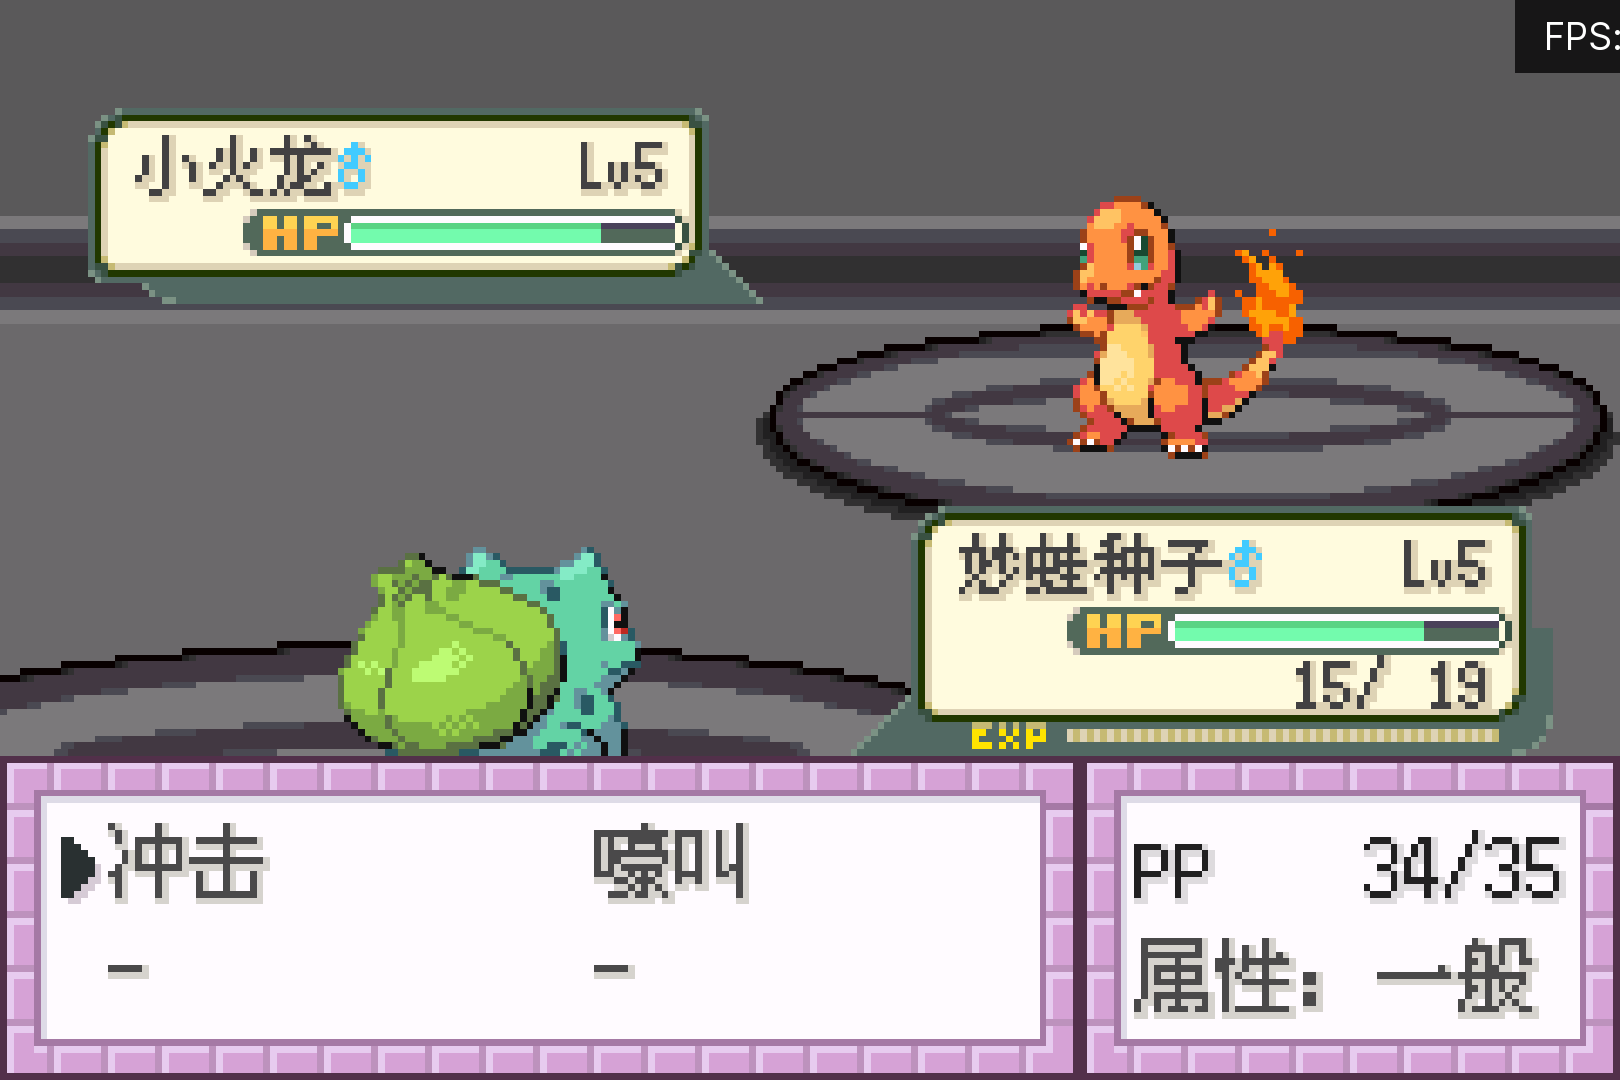 FPS:
小火龙♂ Lv5
HP
妙蛙种子♂ Lv5
HP
15/ 19
EXP
▶冲击 嚎叫
– –
PP 34/35
属性：一般